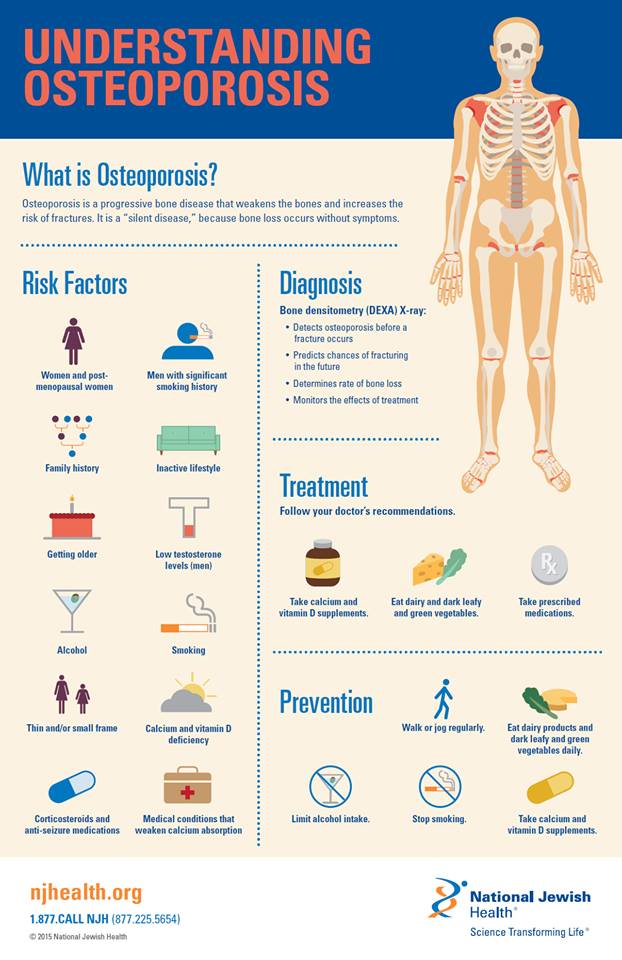 UNDERSTANDING
OSTEOPOROSIS
What is Osteoporosis?
Osteoporosis is a progressive bone disease that weakens the bones and increases the
risk of fractures. It is a “silent disease,” because bone loss occurs without symptoms.
Risk Factors
Women and post-
menopausal women
Men with significant
smoking history
Family history
Inactive lifestyle
Getting older
Low testosterone
levels (men)
Alcohol
Smoking
Thin and/or small frame
Calcium and vitamin D
deficiency
Corticosteroids and
anti-seizure medications
Medical conditions that
weaken calcium absorption
Diagnosis
Bone densitometry (DEXA) X-ray:
• Detects osteoporosis before a
fracture occurs
• Predicts chances of fracturing
in the future
• Determines rate of bone loss
• Monitors the effects of treatment
Treatment
Follow your doctor’s recommendations.
Take calcium and
vitamin D supplements.
Eat dairy and dark leafy
and green vegetables.
Rx
Take prescribed
medications.
Prevention
Walk or jog regularly.
Eat dairy products and
dark leafy and green
vegetables daily.
Limit alcohol intake.
Stop smoking.
Take calcium and
vitamin D supplements.
njhealth.org
1.877.CALL NJH (877.225.5654)
© 2015 National Jewish Health
National Jewish
Health®
Science Transforming Life®